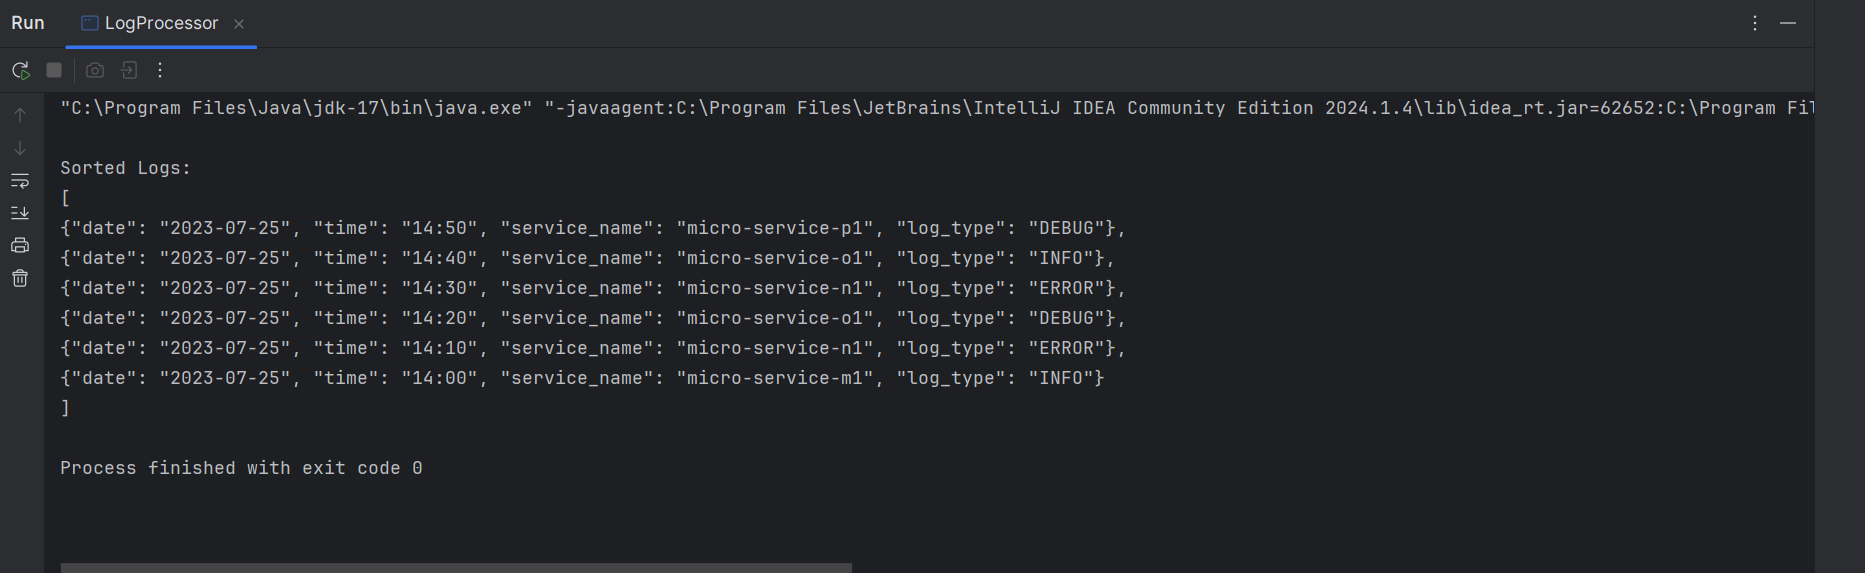 Run LogProcessor
"C:\Program Files\Java\jdk-17\bin\java.exe" "-javaagent:C:\Program Files\JetBrains\IntelliJ IDEA Community Edition 2024.1.4\lib\idea_rt.jar=62652:C:\Program Fil
Sorted Logs:
[
{"date": "2023-07-25", "time": "14:50", "service_name": "micro-service-p1", "log_type": "DEBUG"},
{"date": "2023-07-25", "time": "14:40", "service_name": "micro-service-o1", "log_type": "INFO"},
{"date": "2023-07-25", "time": "14:30", "service_name": "micro-service-n1", "log_type": "ERROR"},
{"date": "2023-07-25", "time": "14:20", "service_name": "micro-service-o1", "log_type": "DEBUG"},
{"date": "2023-07-25", "time": "14:10", "service_name": "micro-service-n1", "log_type": "ERROR"},
{"date": "2023-07-25", "time": "14:00", "service_name": "micro-service-m1", "log_type": "INFO"}
]
Process finished with exit code 0